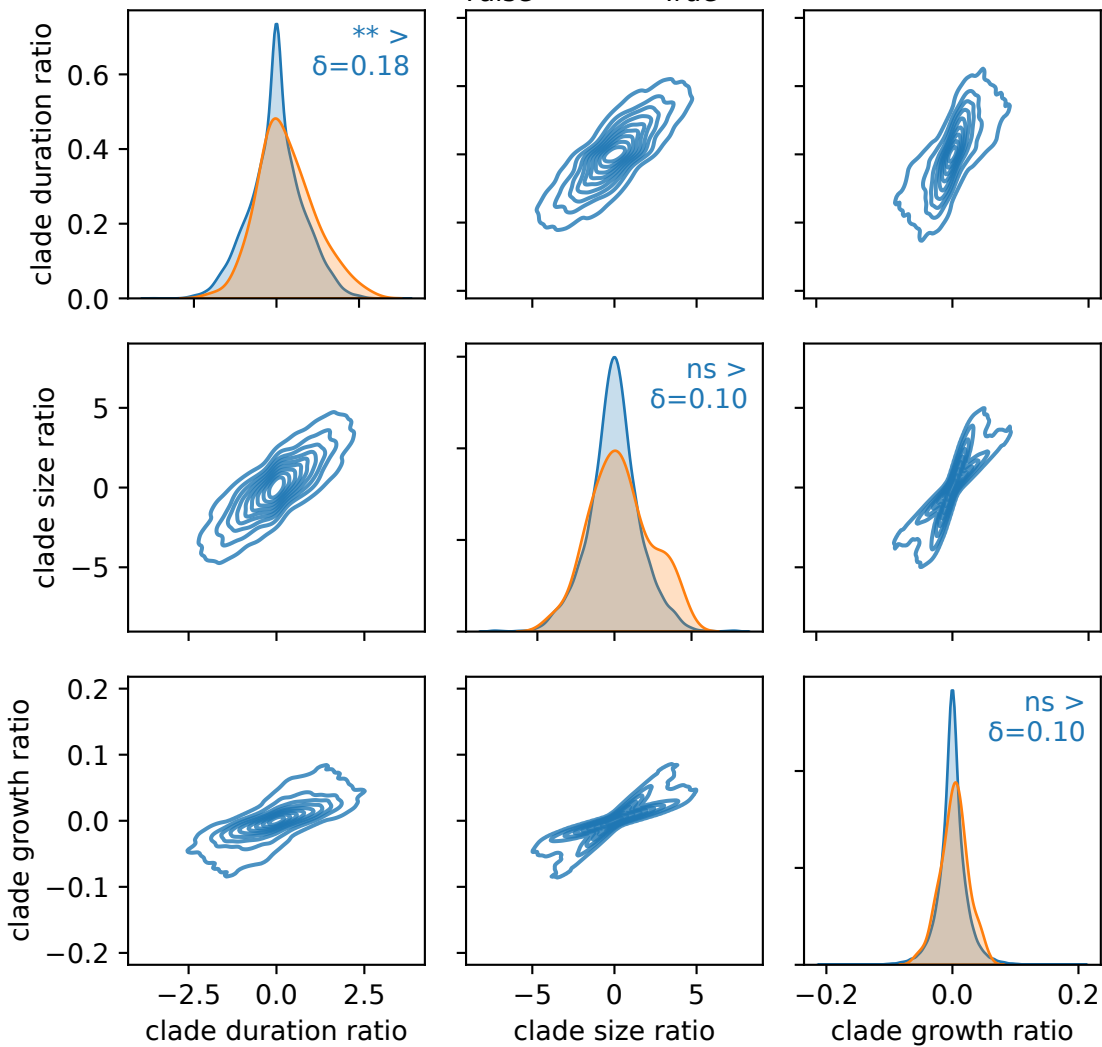 ** >
δ=0.18
clade duration ratio
0.6
0.4
0.2
0.0
ns >
δ=0.10
clade size ratio
5
0
−5
ns >
δ=0.10
clade growth ratio
0.2
0.1
0.0
−0.1
−0.2
−2.5 0.0 2.5
−5 0 5
−0.2 0.0 0.2
clade duration ratio
clade size ratio
clade growth ratio